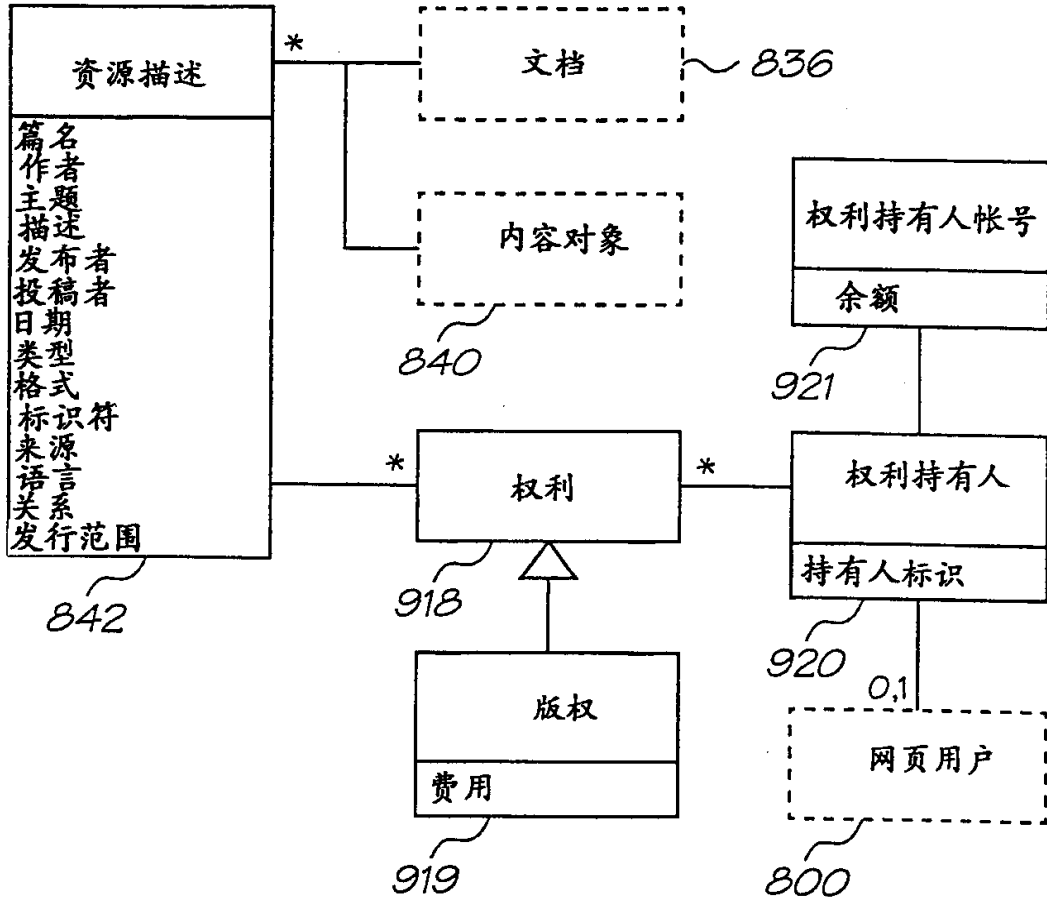 资源描述
篇名
作者
主题
描述
发布者
投稿者
日期
类型
格式
标识符
来源
语言
关系
发行范围
842
*
文档
836
内容对象
840
*
权利
918
*
版权
费用
919
权利持有人帐号
余额
921
权利持有人
持有人标识
920
0,1
网页用户
800